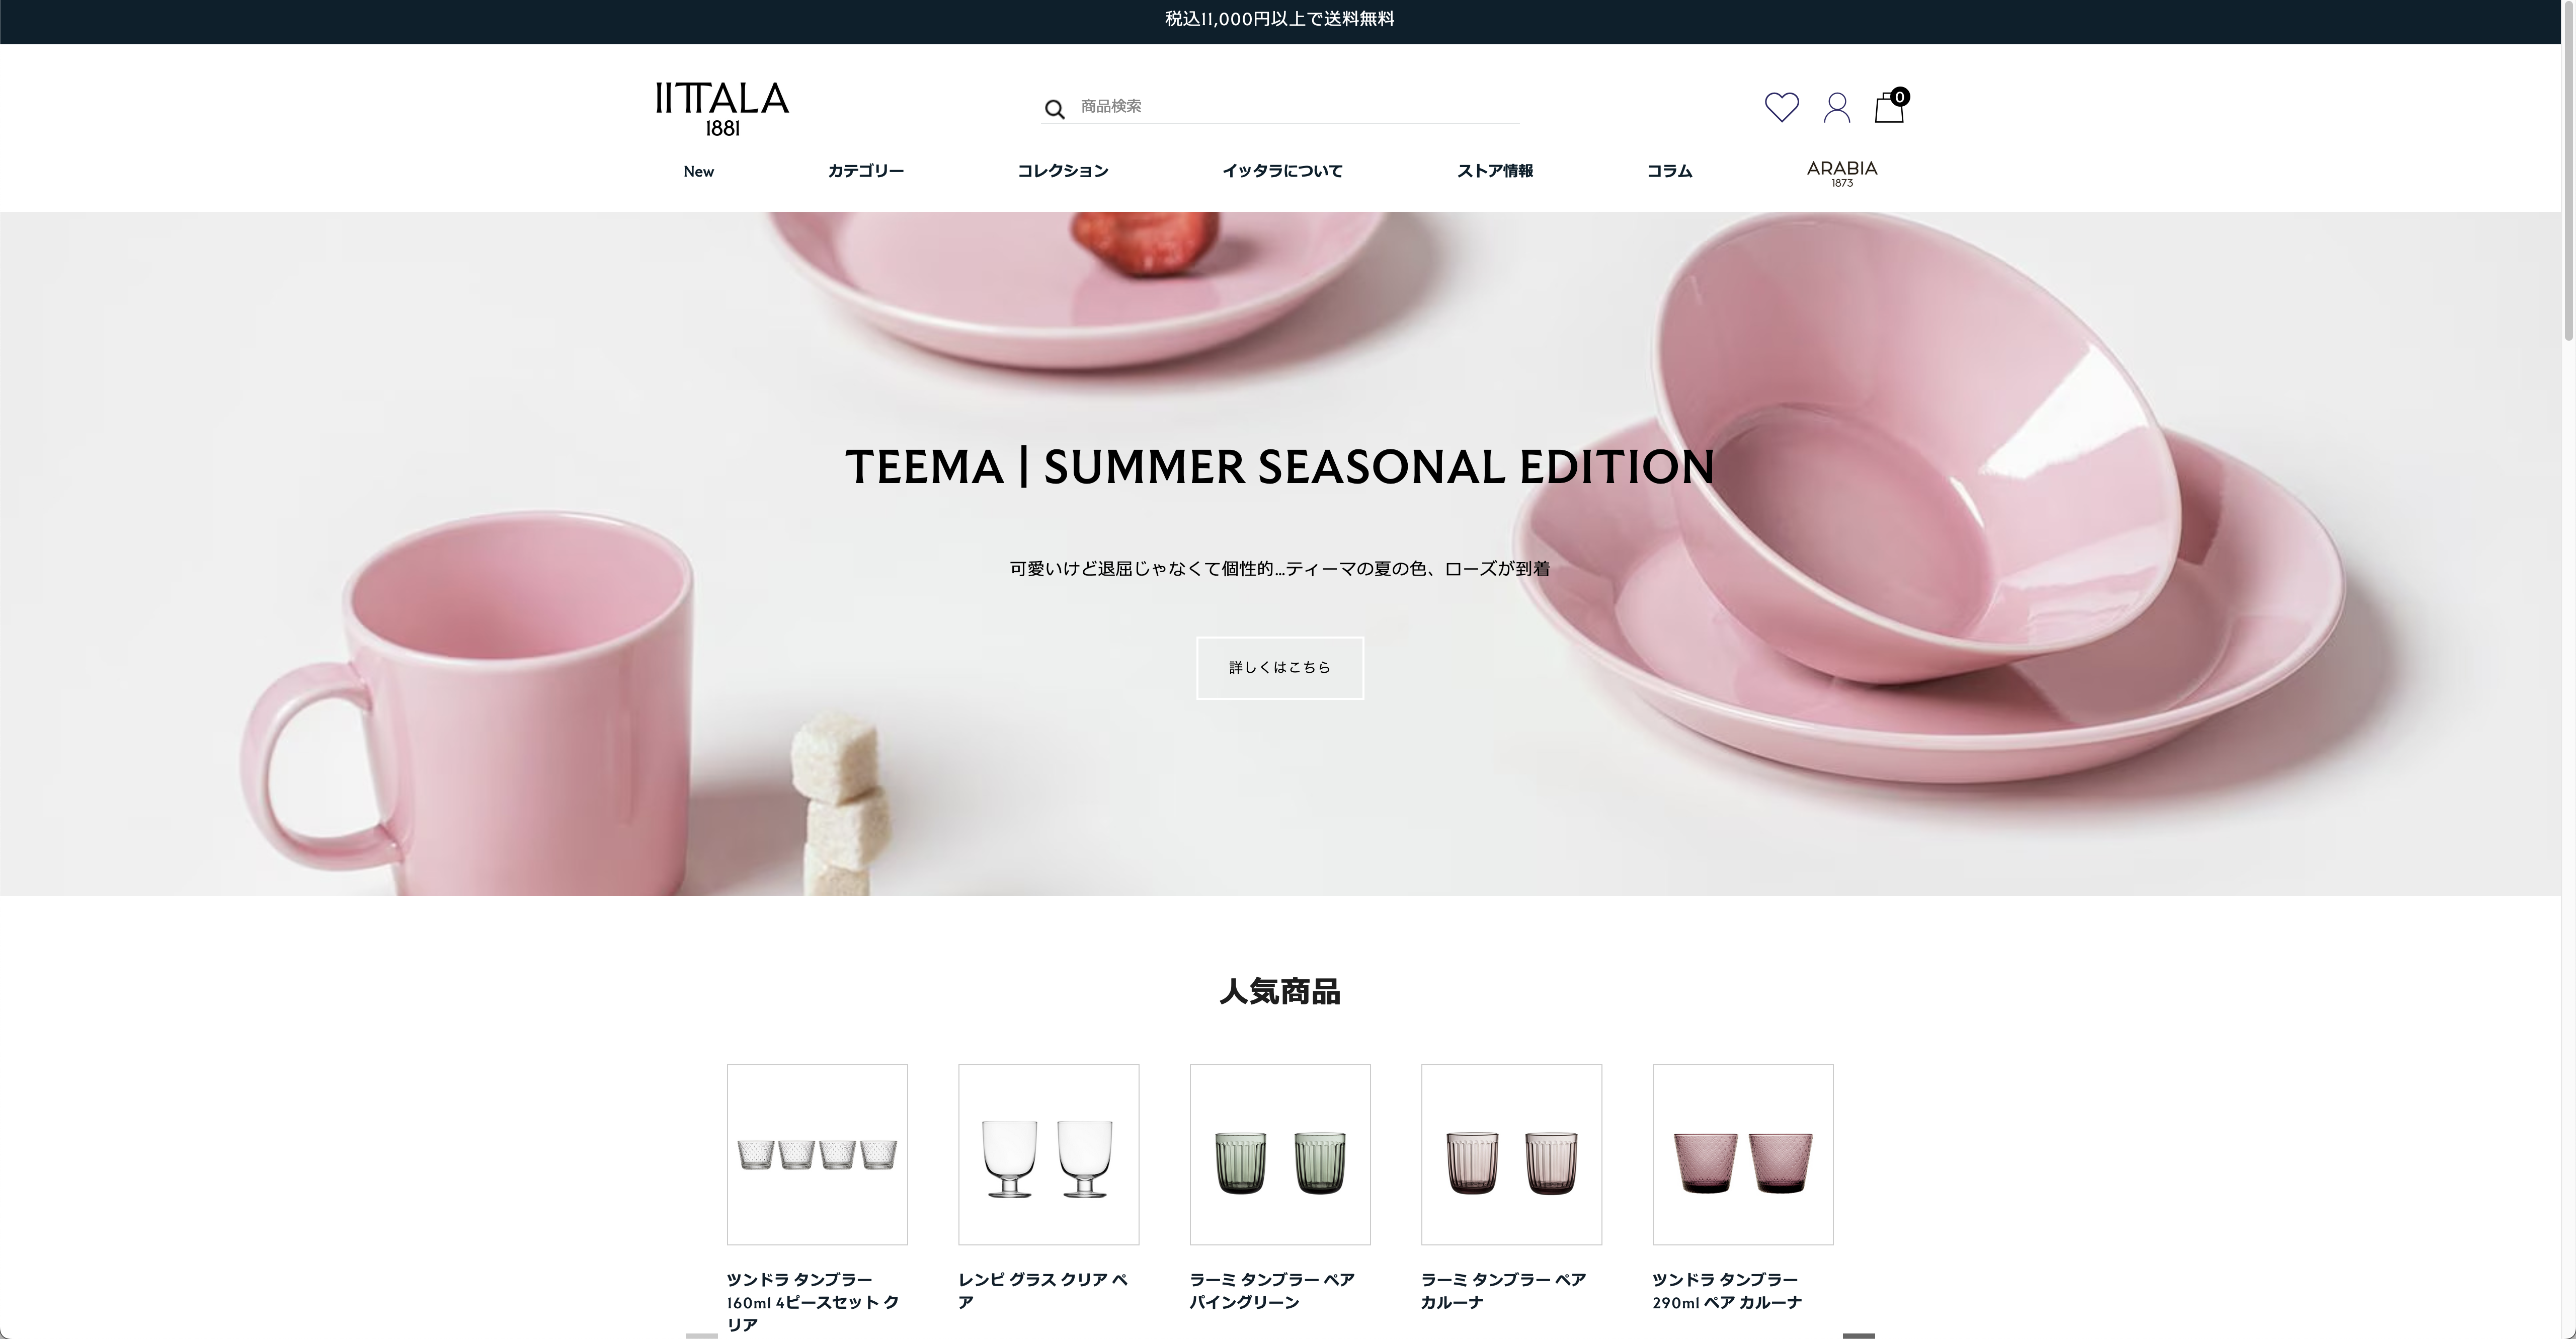 税込11,000円以上で送料無料
IITTALA
1881
商品検索
0
New
カテゴリー
コレクション
イッタラについて
ストア情報
コラム
ARABIA
1873
TEEMA | SUMMER SEASONAL EDITION
可愛いけど退屈じゃなくて個性的...ティーマの夏の色、ローズが到着
詳しくはこちら
人気商品
ツンドラ タンブラー
160ml 4ピースセット ク
リア
レンピ グラス クリア ペ
ア
ラーミ タンブラー ペア
パイングリーン
ラーミ タンブラー ペア
カルーナ
ツンドラ タンブラー
290ml ペア カルーナ